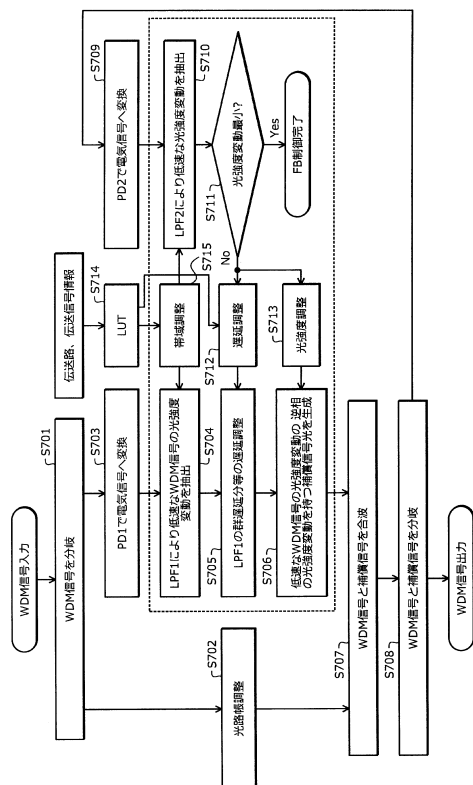 WDM信号入力
S701
WDM信号を分岐
S702
光路帳調整
S703
PD1で電気信号へ変換
S704
LPF1により低速なWDM信号の光強度
変動を抽出
S705
LPF1の群遅延分等の遅延調整
S706
低速なWDM信号の光強度変動の 逆相
の光強度変動を持つ補償信号光を生成
S707
WDM信号と補償信号を合波
S708
WDM信号と補償信号を分岐
WDM信号出力
伝送路、伝送信号情報
S714
LUT
S715
帯域調整
S712
遅延調整
S713
光強度調整
S709
PD2で電気信号へ変換
S710
LPF2により低速な光強度変動を抽出
S711
光強度変動最小?
No
Yes
FB制御完了